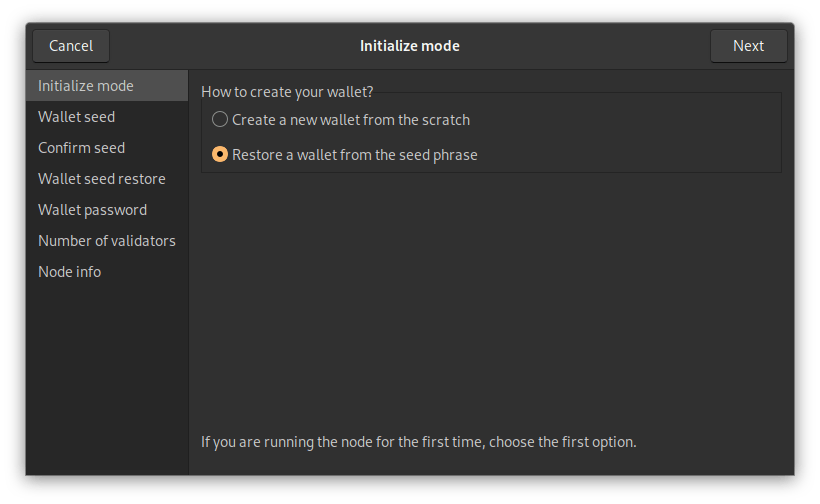 Cancel
Initialize mode
Next
Initialize mode
Wallet seed
Confirm seed
Wallet seed restore
Wallet password
Number of validators
Node info
How to create your wallet?
Create a new wallet from the scratch
Restore a wallet from the seed phrase
If you are running the node for the first time, choose the first option.